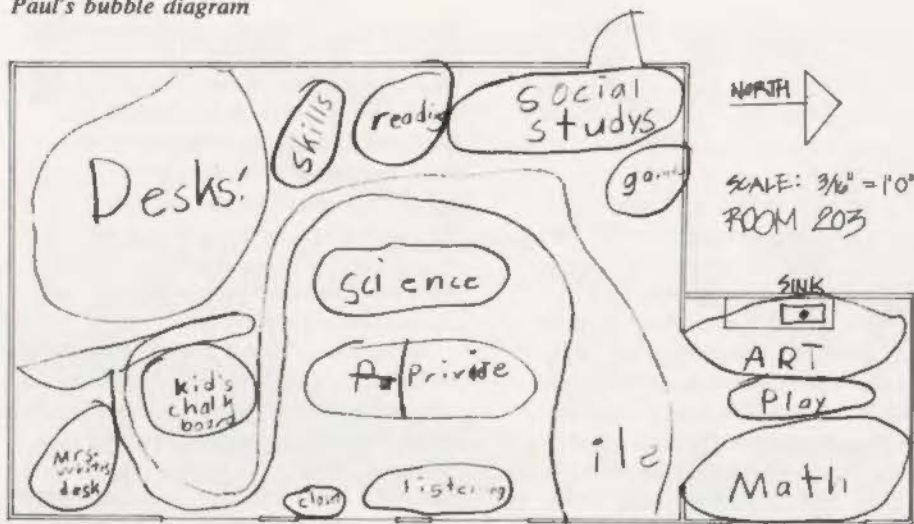 Paul's bubble diagram
Desks!
skills
readig
social
studys
NORTH
SCALE: 3/16" = 1'0"
ROOM 203
science
SINK
ART
Play
Math
kid's
chalk
board
Private
Mrs.
desk
listening